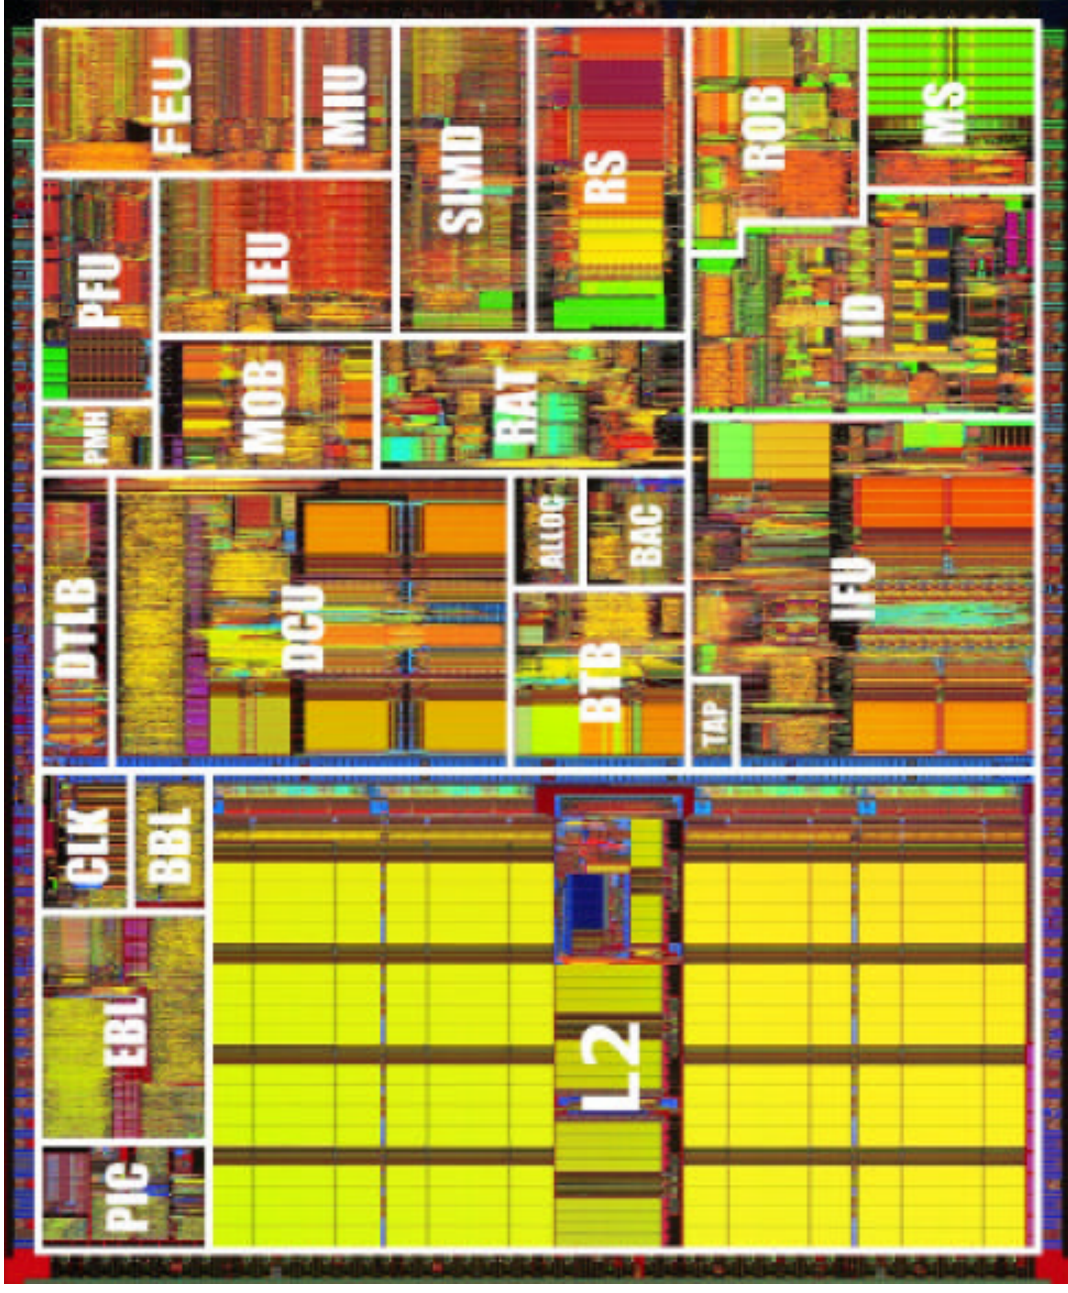 FEU
MIU
SIMD
RS
ROB
MS
PFU
IEU
ID
PMH
MOB
RAT
DTLB
DCU
ALLOC
BAC
IFU
BTB
TAP
CLK
BBL
EBL
L2
PIC